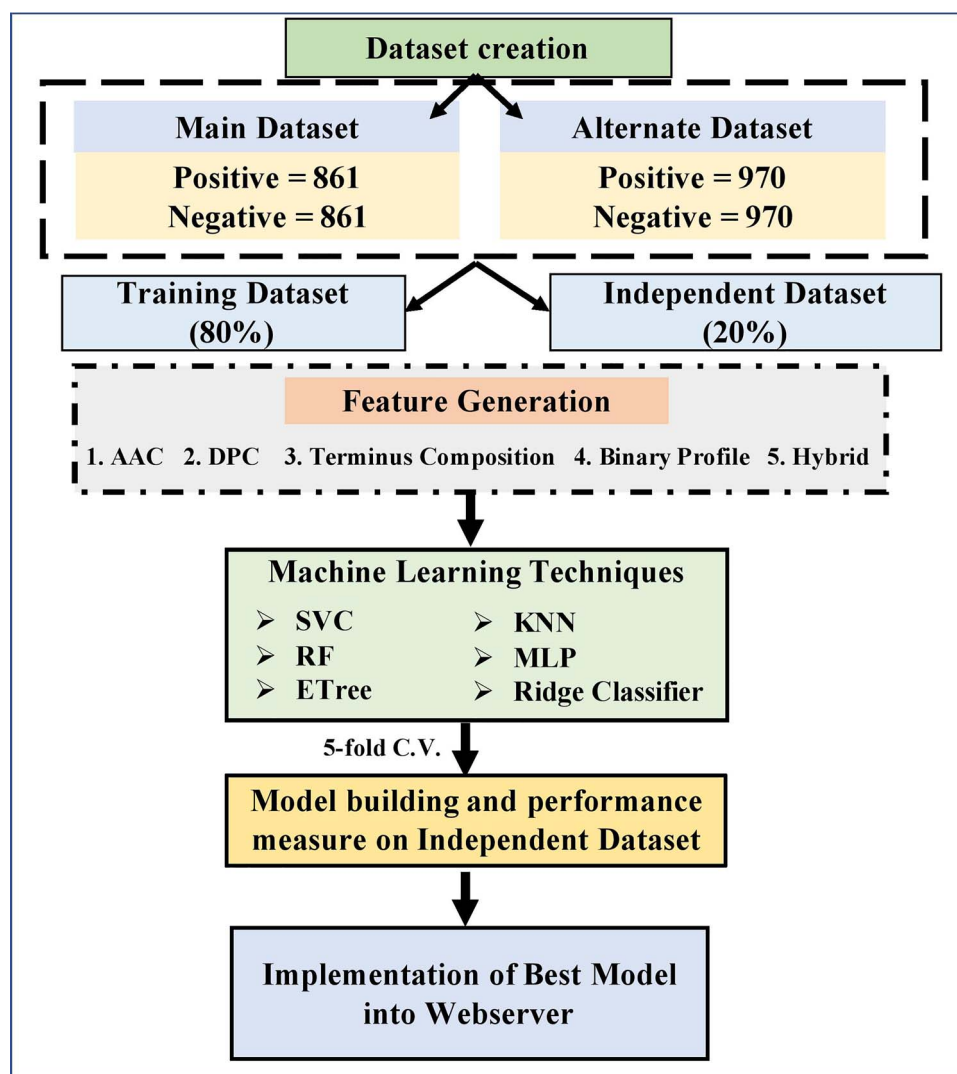 Dataset creation
Main Dataset
Positive = 861
Negative = 861
Alternate Dataset
Positive = 970
Negative = 970
Training Dataset
(80%)
Independent Dataset
(20%)
Feature Generation
1. AAC 2. DPC 3. Terminus Composition 4. Binary Profile 5. Hybrid
Machine Learning Techniques
➢ SVC
➢ RF
➢ ETree
➢ KNN
➢ MLP
➢ Ridge Classifier
5-fold C.V.
Model building and performance
measure on Independent Dataset
Implementation of Best Model
into Webserver